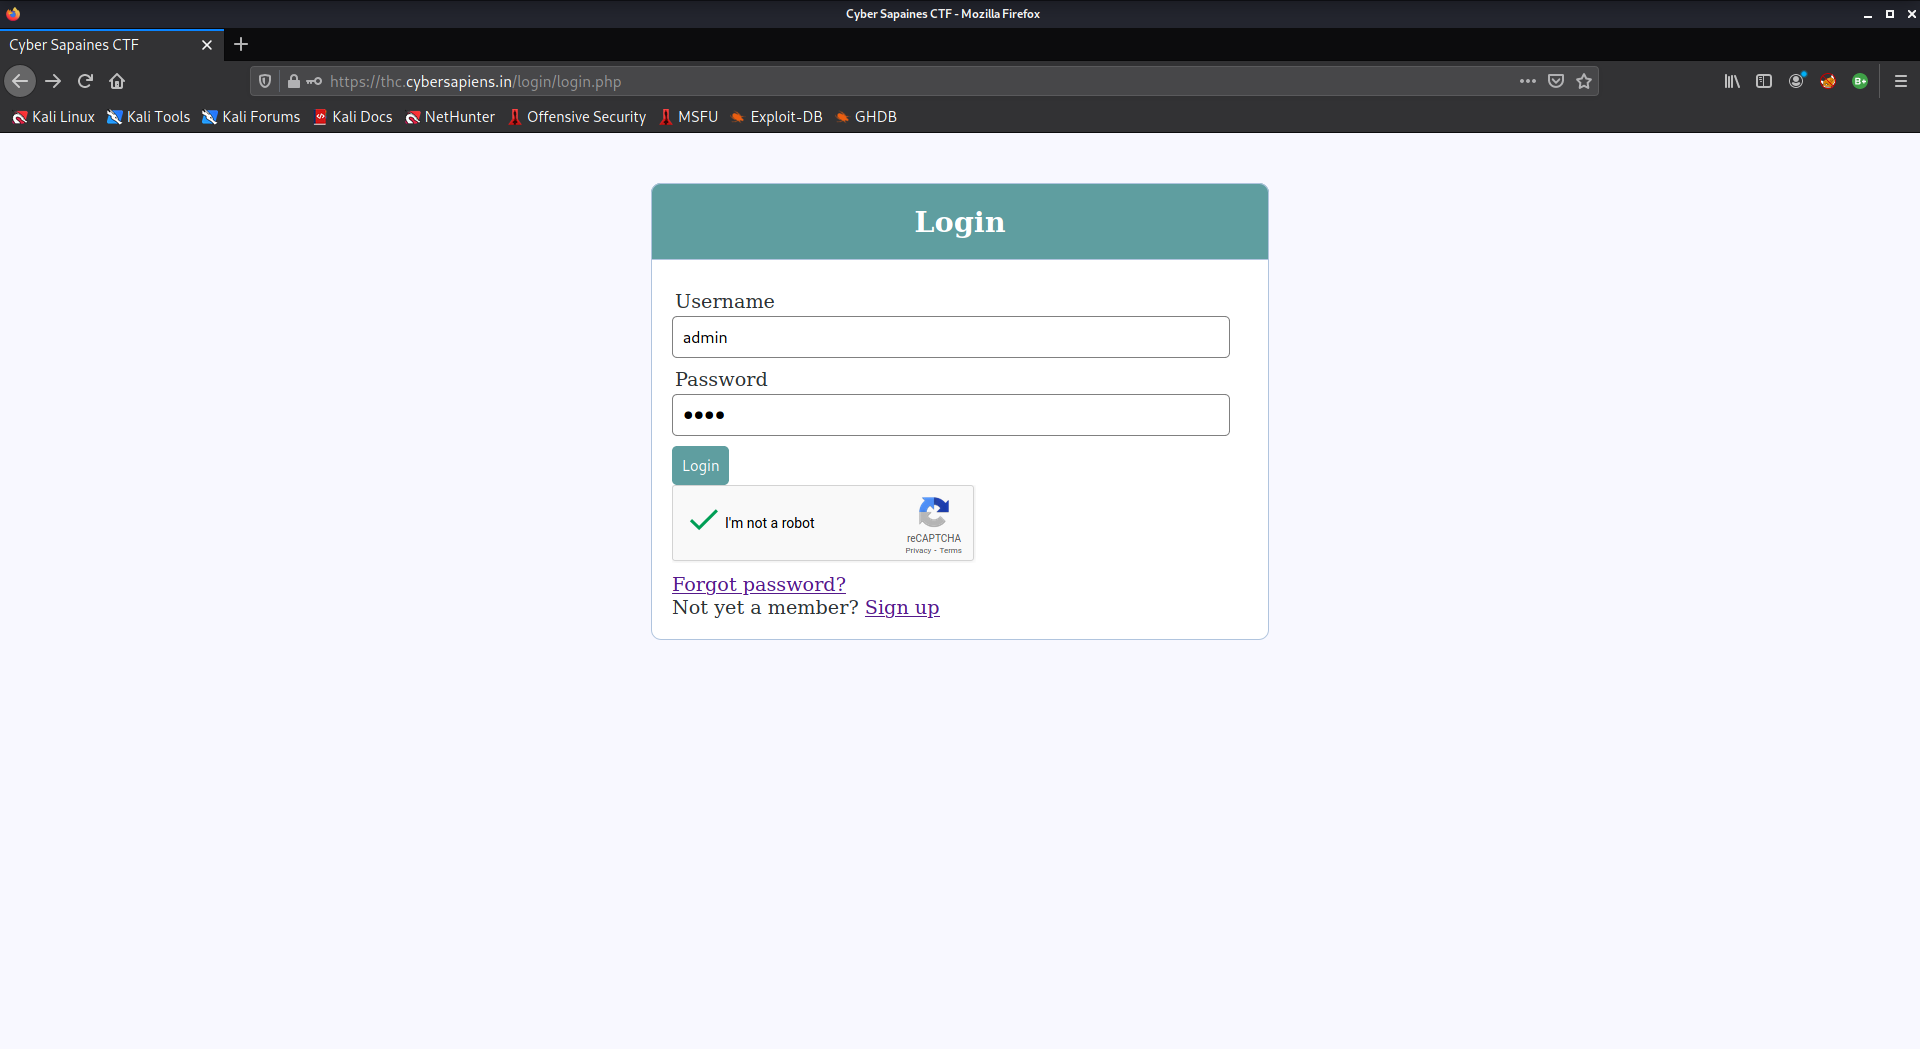 Cyber Sapaines CTF - Mozilla Firefox
Cyber Sapaines CTF
https://thc.cybersapiens.in/login/login.php
Kali Linux Kali Tools Kali Forums Kali Docs NetHunter Offensive Security MSFU Exploit-DB GHDB
Login
Username
admin
Password
••••
Login
I'm not a robot
reCAPTCHA
Privacy - Terms
Forgot password?
Not yet a member? Sign up